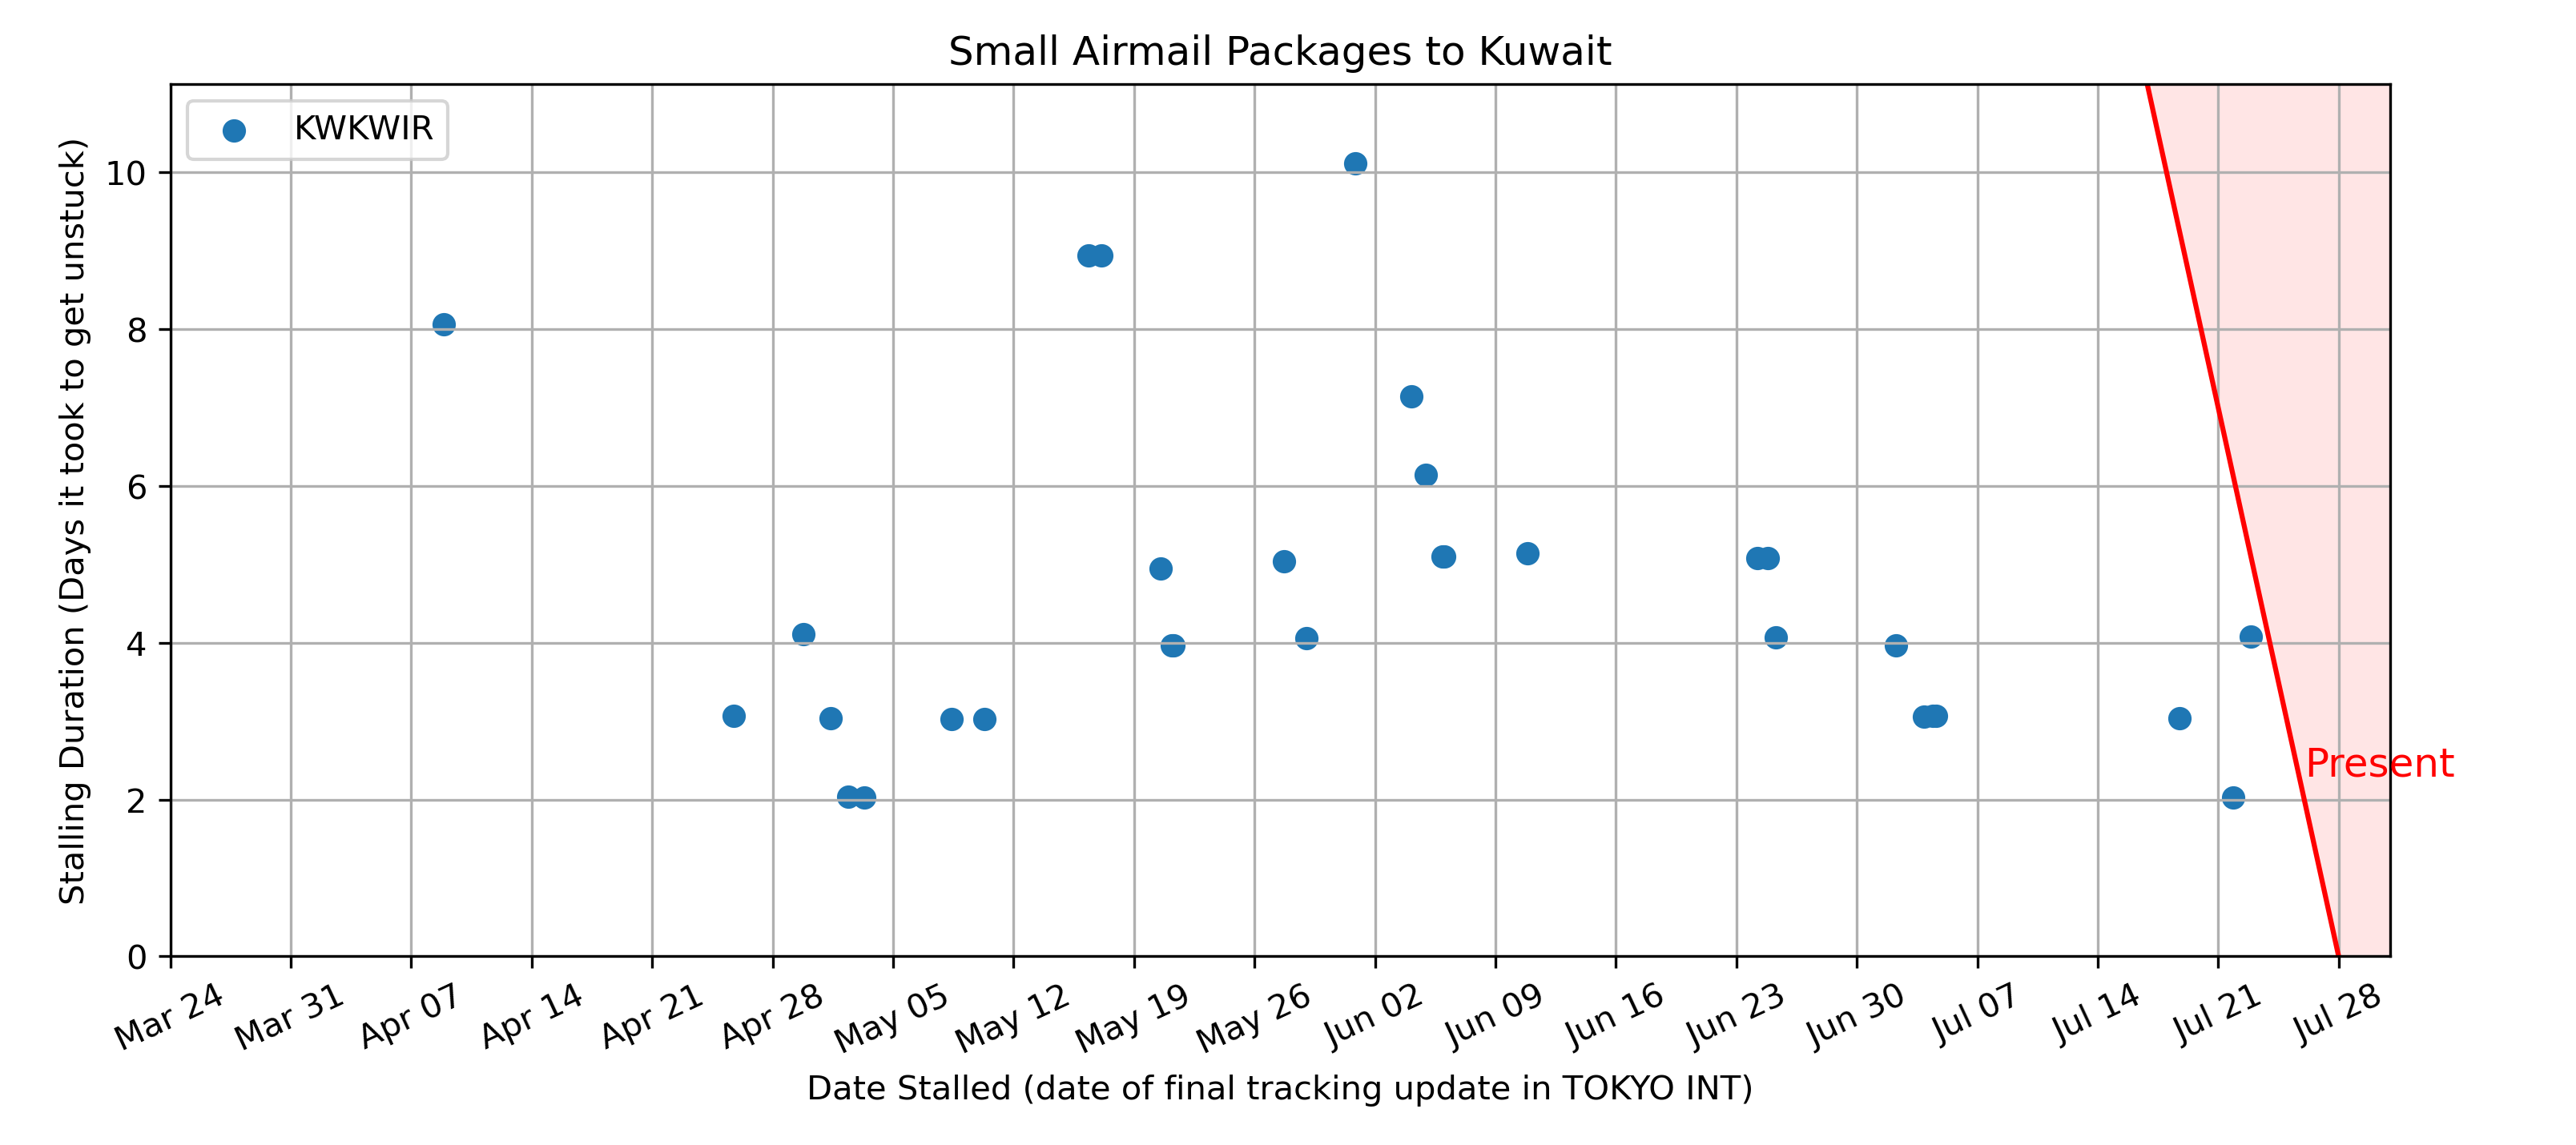 Small Airmail Packages to Kuwait
KWKWIR
Stalling Duration (Days it took to get unstuck)
10
8
6
4
2
0
Present
Mar 24 Mar 31 Apr 07 Apr 14 Apr 21 Apr 28 May 05 May 12 May 19 May 26 Jun 02 Jun 09 Jun 16 Jun 23 Jun 30 Jul 07 Jul 14 Jul 21 Jul 28
Date Stalled (date of final tracking update in TOKYO INT)